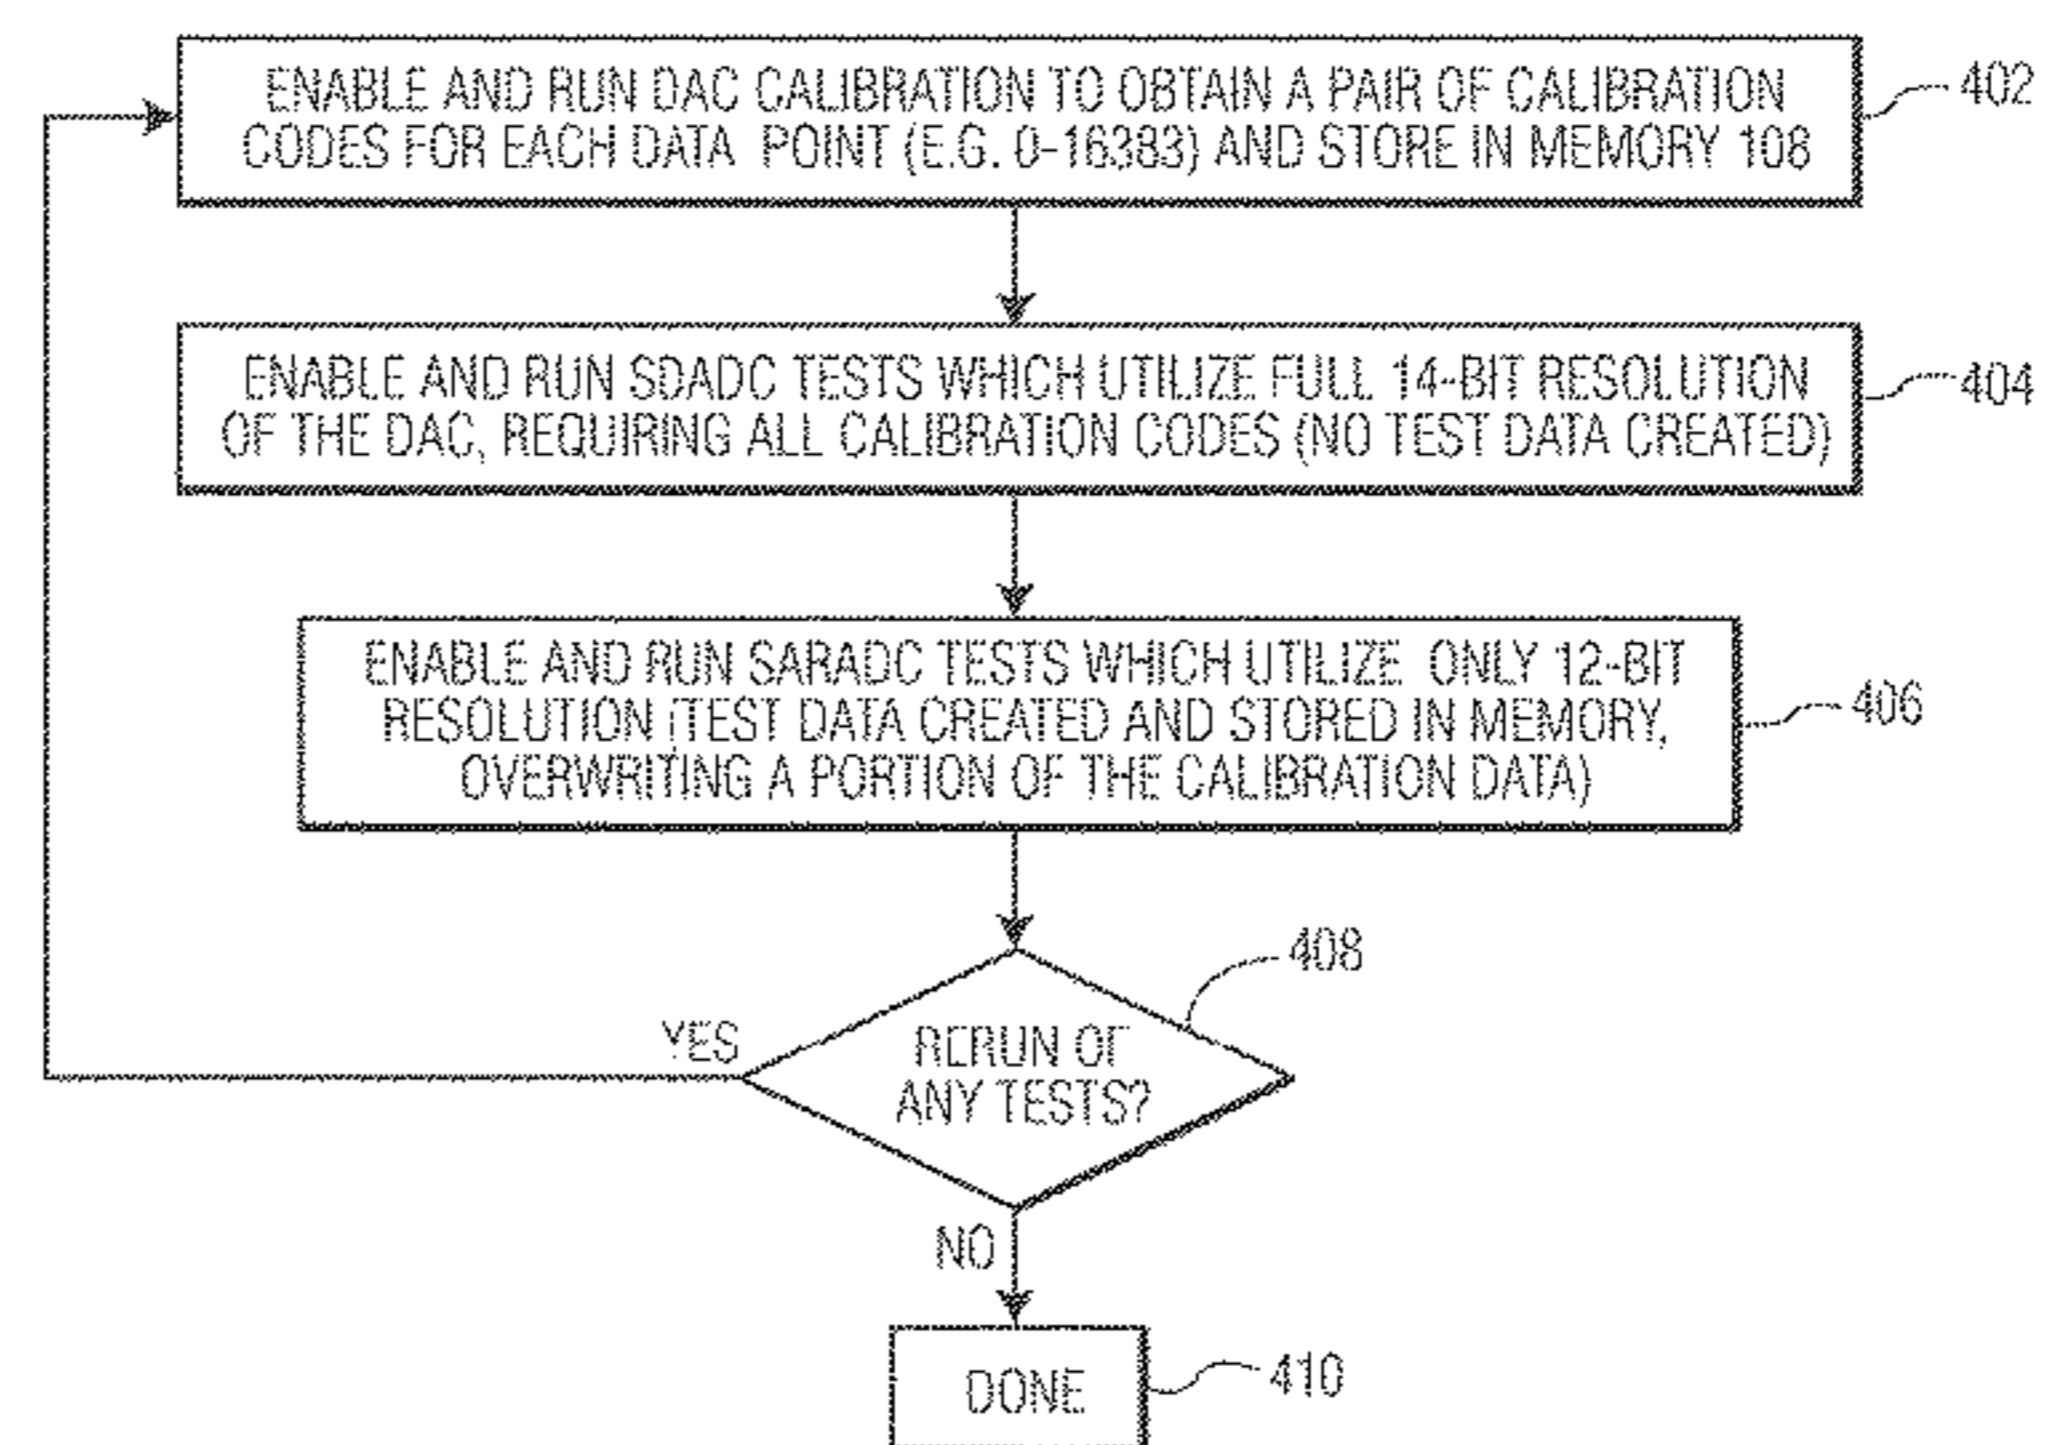 ENABLE AND RUN DAC CALIBRATION TO OBTAIN A PAIR OF CALIBRATION
CODES FOR EACH DATA POINT (E.G. 0-16383) AND STORE IN MEMORY 108
402
ENABLE AND RUN SDADC TESTS WHICH UTILIZE FULL 14-BIT RESOLUTION
OF THE DAC, REQUIRING ALL CALIBRATION CODES (NO TEST DATA CREATED)
404
ENABLE AND RUN SARADC TESTS WHICH UTILIZE ONLY 12-BIT
RESOLUTION (TEST DATA CREATED AND STORED IN MEMORY,
OVERWRITING A PORTION OF THE CALIBRATION DATA)
406
408
YES
RERUN OF
ANY TESTS?
NO
DONE
410